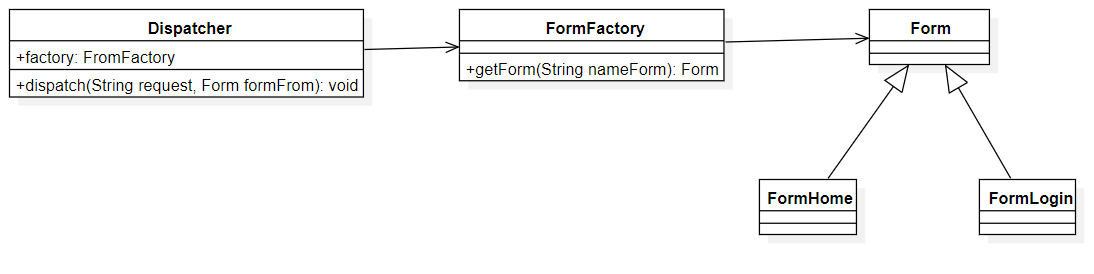 Dispatcher
+factory: FromFactory
+dispatch(String request, Form formFrom): void
FormFactory
+getForm(String nameForm): Form
Form
FormHome
FormLogin